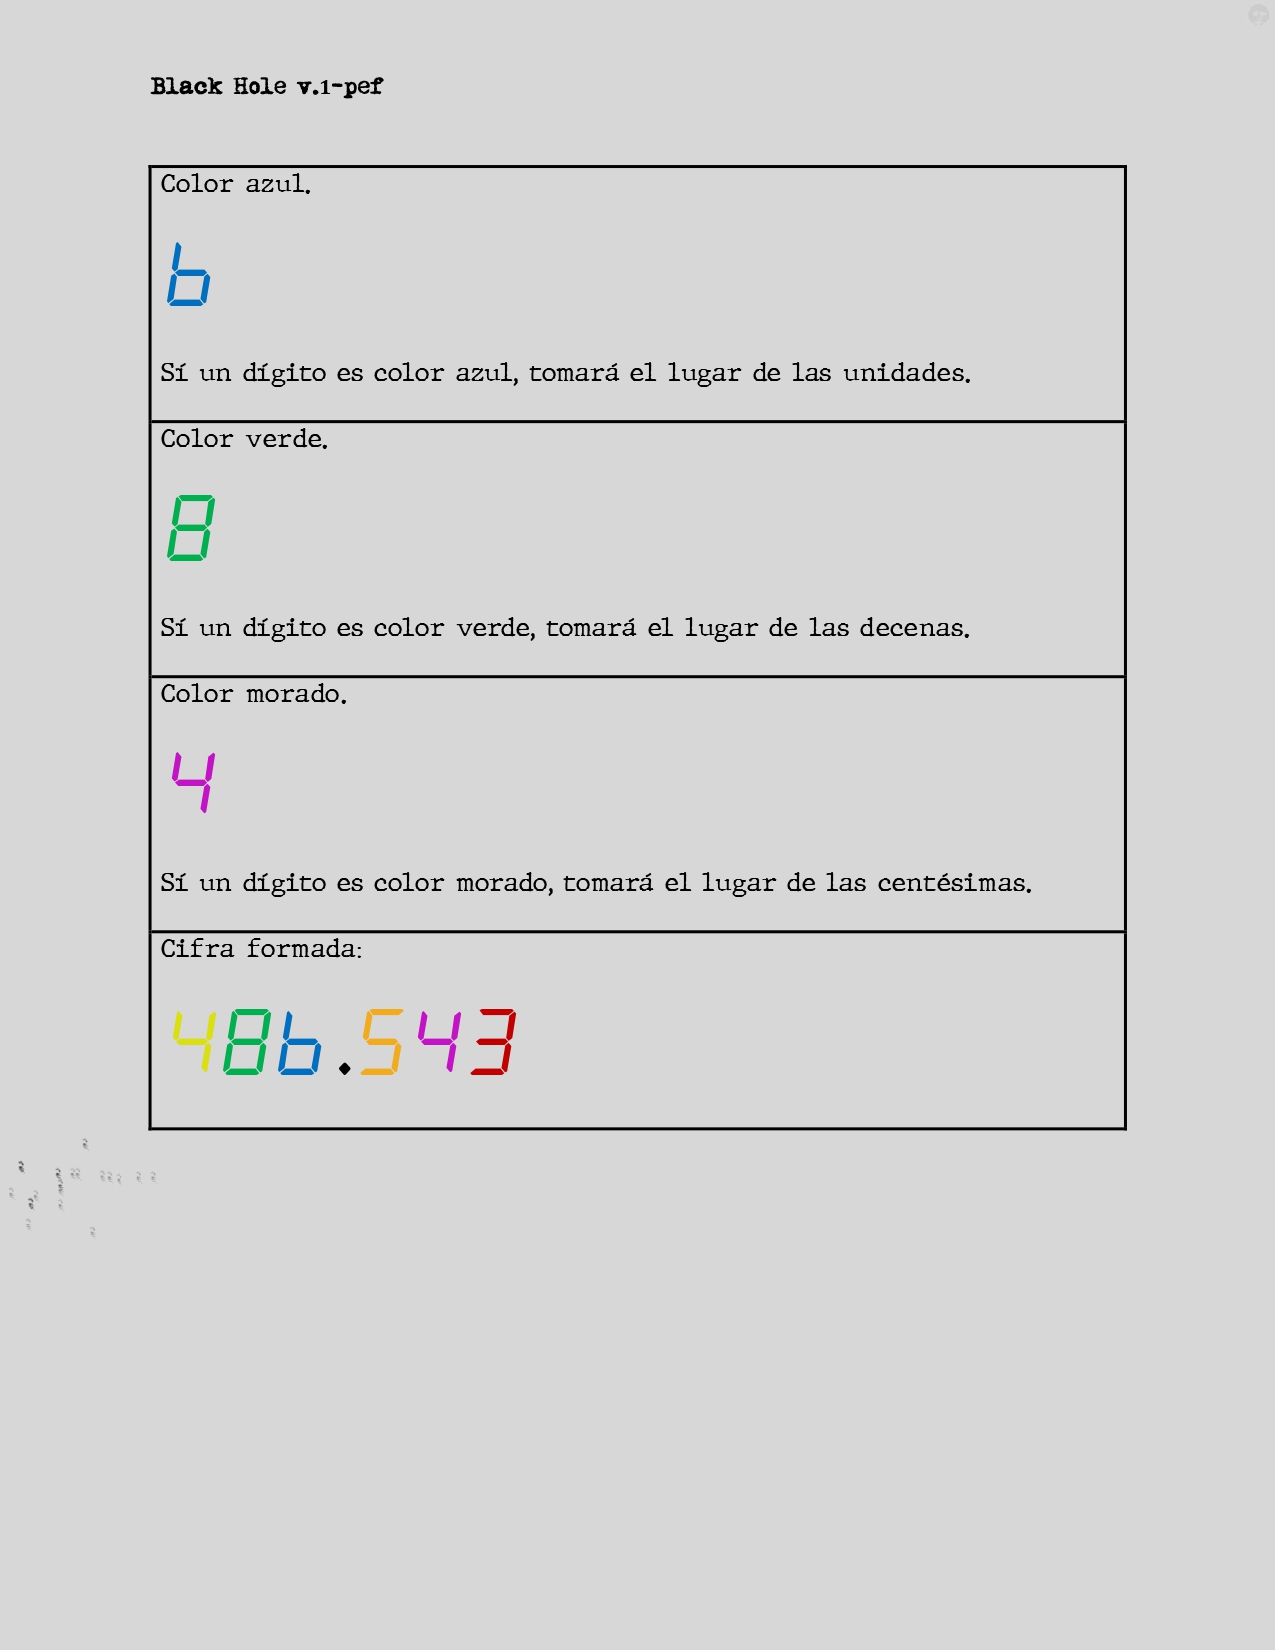 Black Hole v.1-pef
Color azul.
b
Sí un dígito es color azul, tomará el lugar de las unidades.
Color verde.
8
Sí un dígito es color verde, tomará el lugar de las decenas.
Color morado.
4
Sí un dígito es color morado, tomará el lugar de las centésimas.
Cifra formada:
48b.543